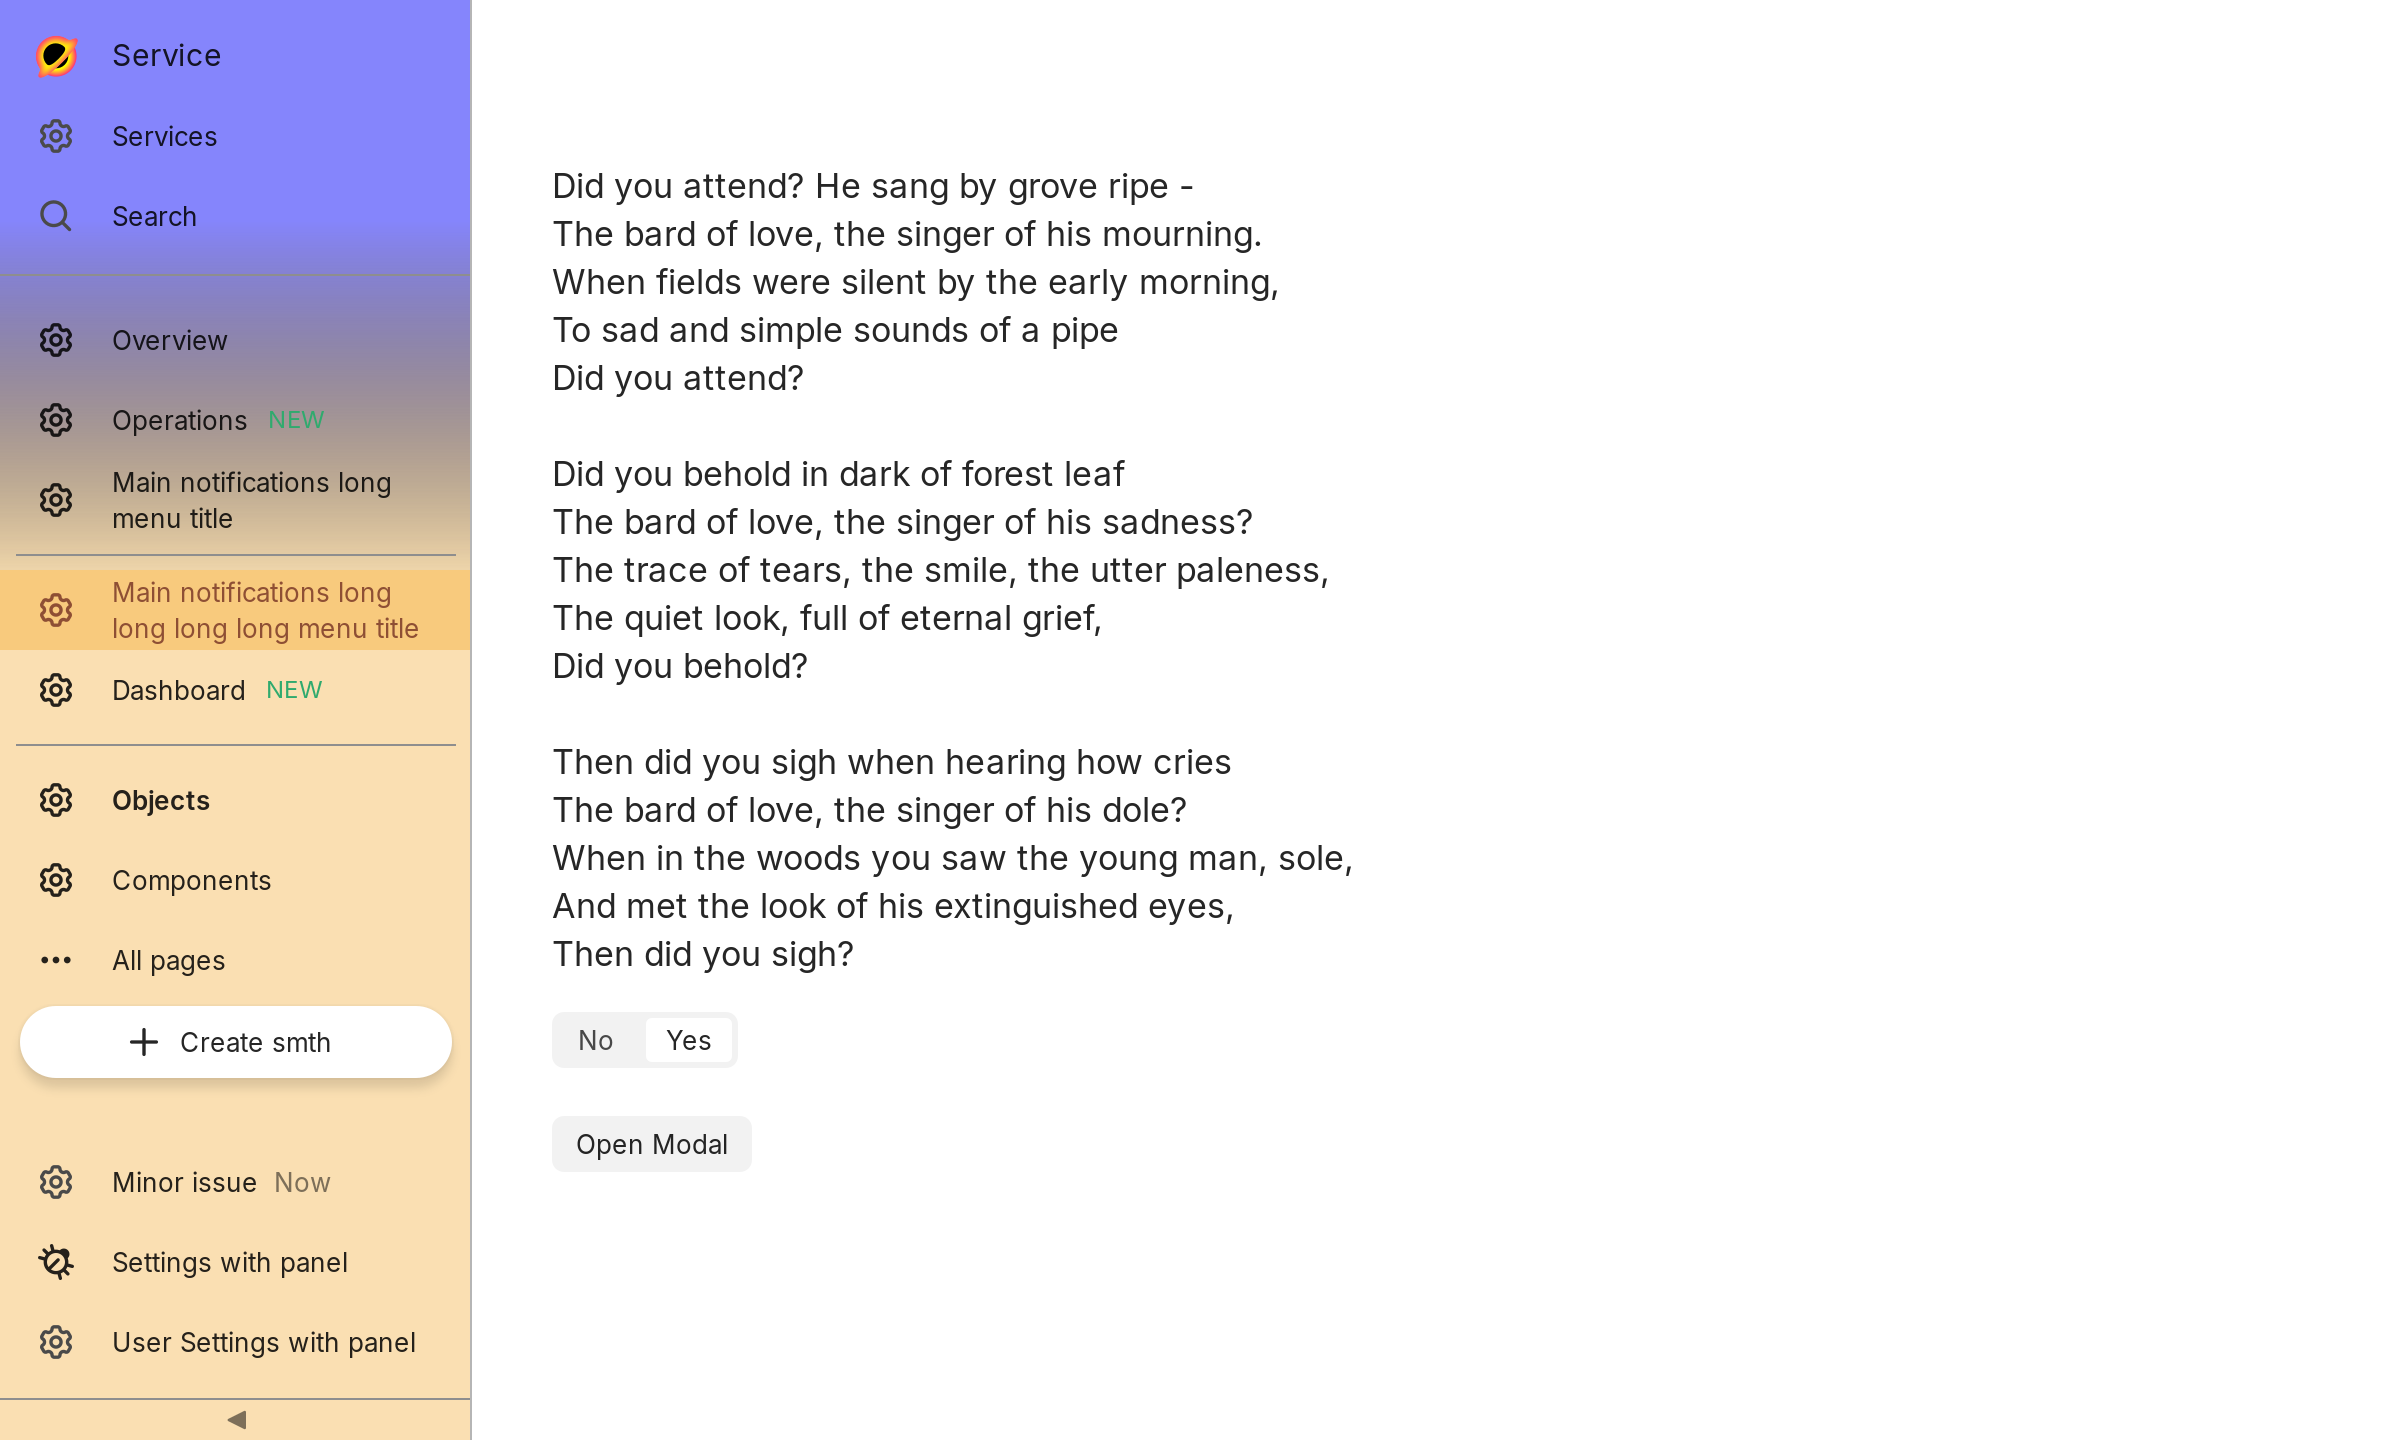 Service
Services
Search
Overview
Operations NEW
Main notifications long
menu title
Main notifications long
long long long menu title
Dashboard NEW
Objects
Components
All pages
Create smth
Minor issue Now
Settings with panel
User Settings with panel
Did you attend? He sang by grove ripe -
The bard of love, the singer of his mourning.
When fields were silent by the early morning,
To sad and simple sounds of a pipe
Did you attend?
Did you behold in dark of forest leaf
The bard of love, the singer of his sadness?
The trace of tears, the smile, the utter paleness,
The quiet look, full of eternal grief,
Did you behold?
Then did you sigh when hearing how cries
The bard of love, the singer of his dole?
When in the woods you saw the young man, sole,
And met the look of his extinguished eyes,
Then did you sigh?
No Yes
Open Modal